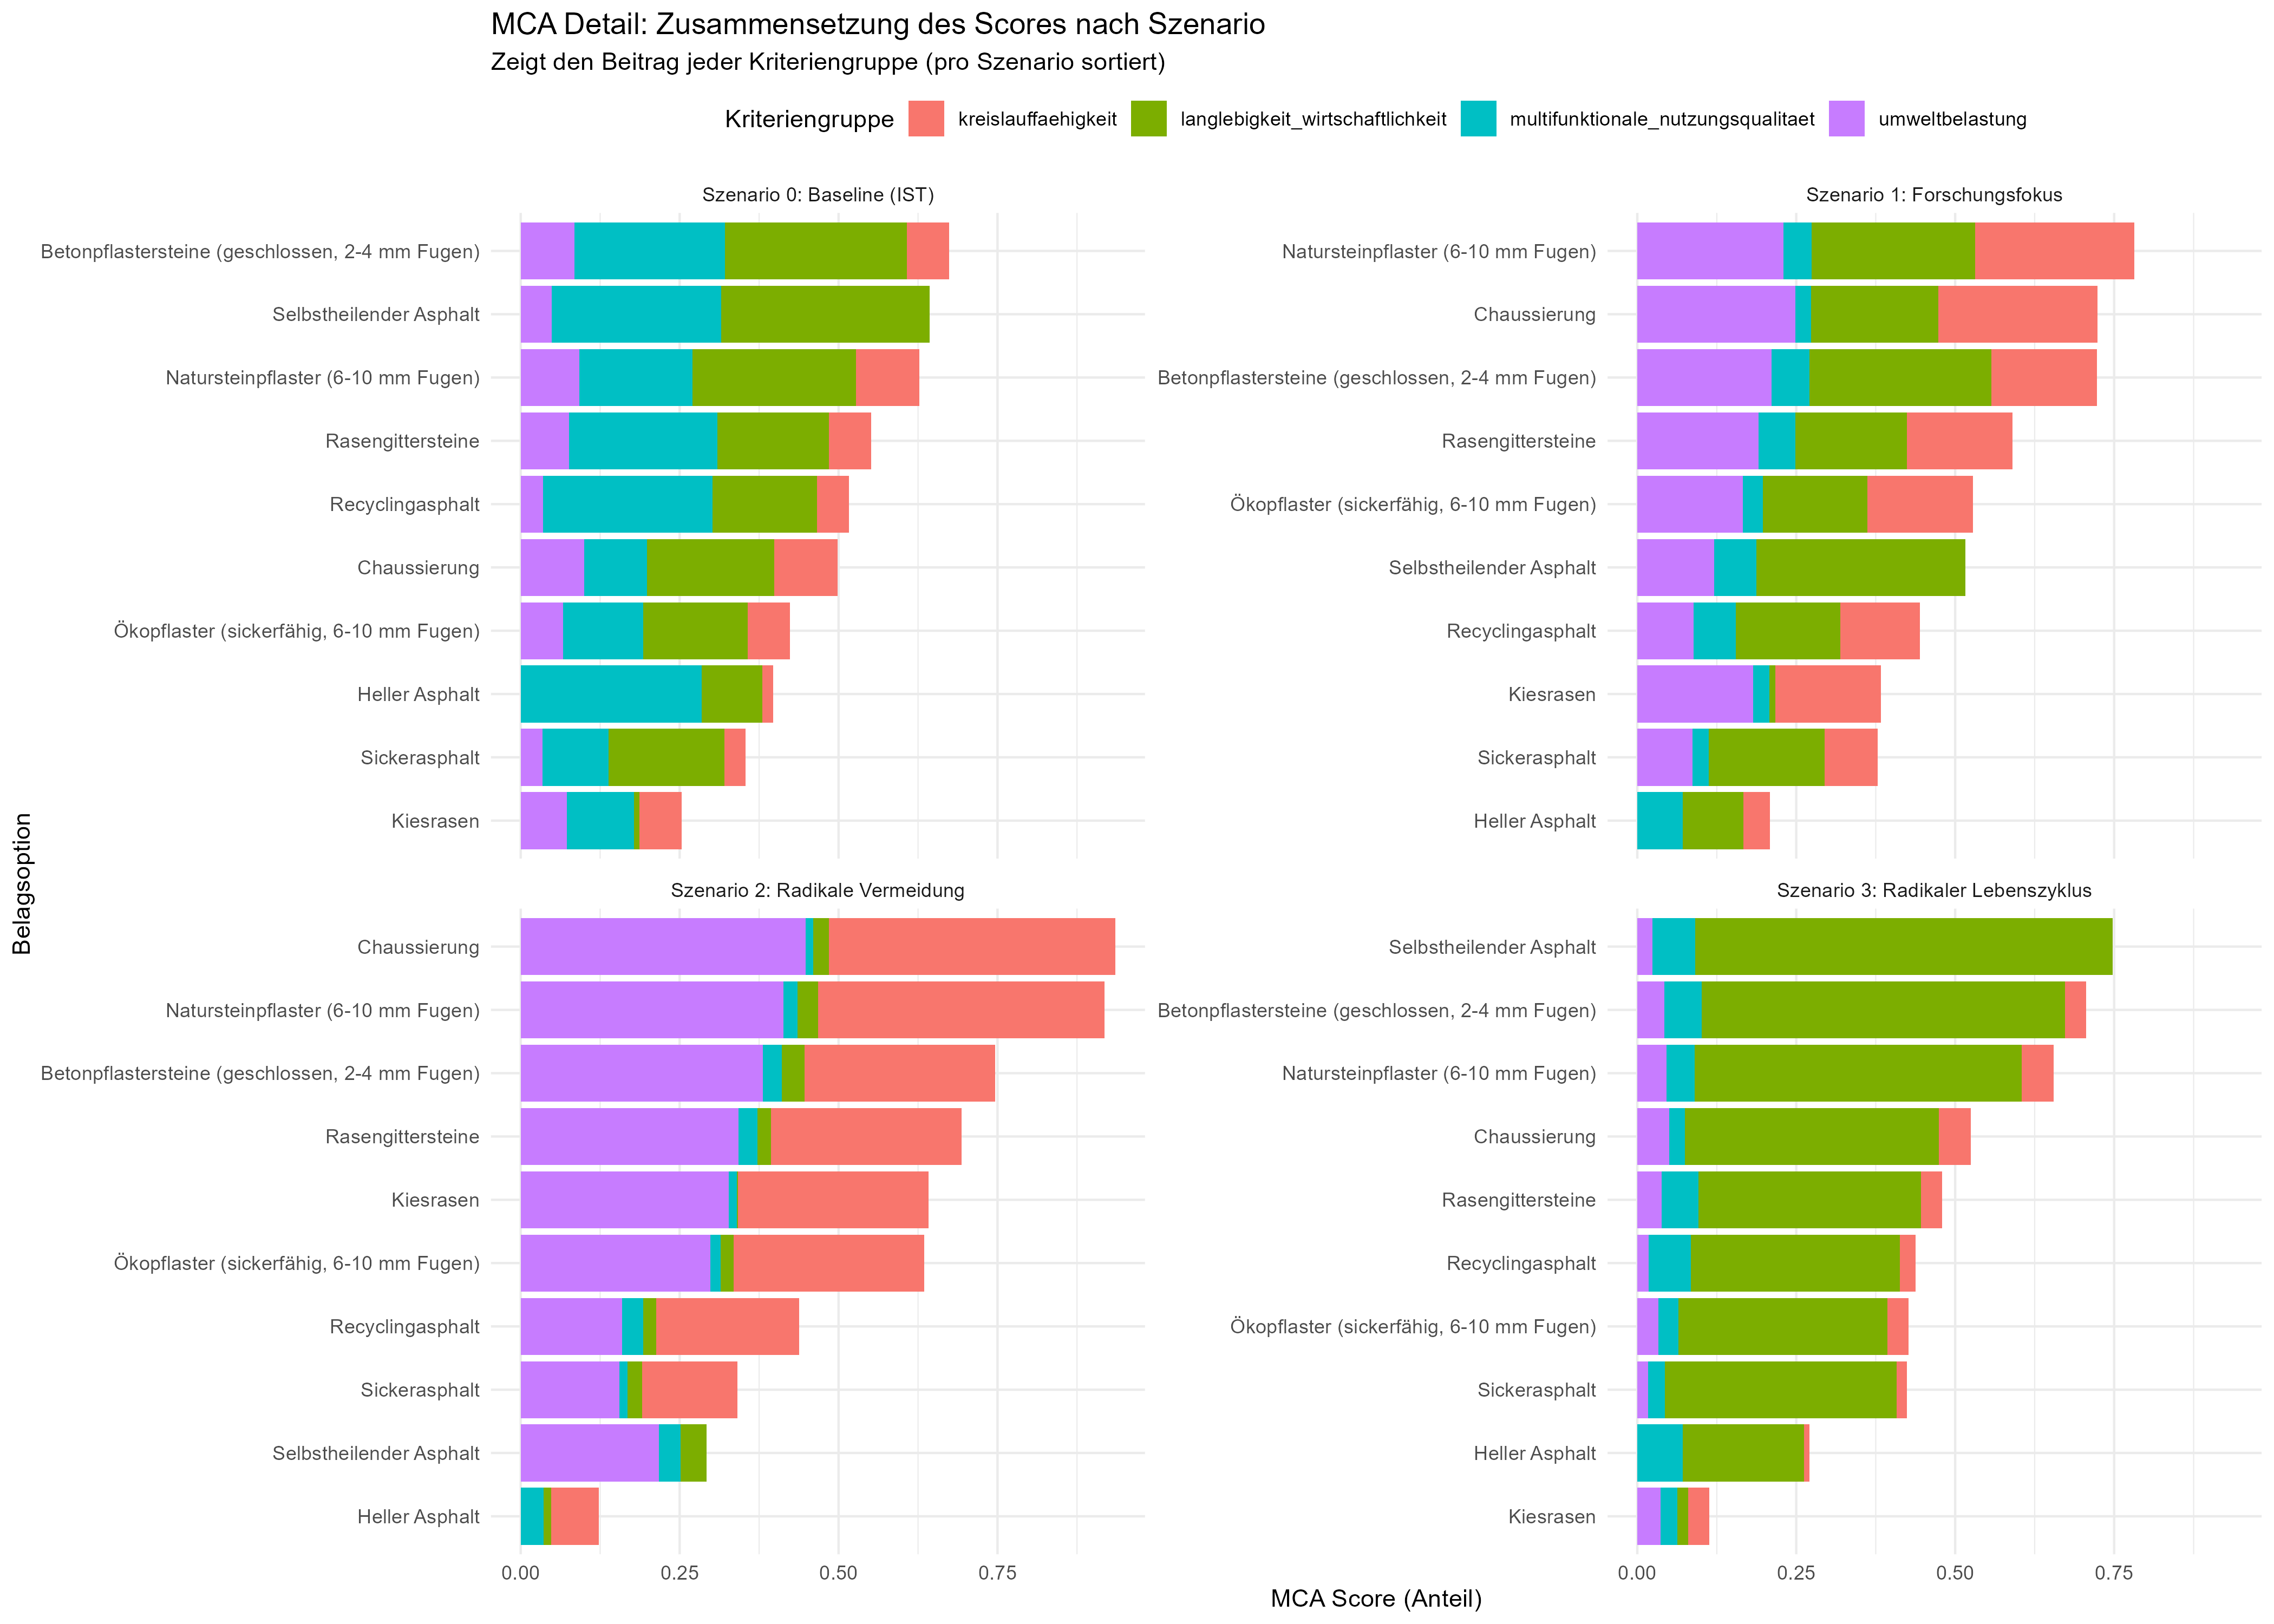 MCA Detail: Zusammensetzung des Scores nach Szenario
Zeigt den Beitrag jeder Kriteriengruppe (pro Szenario sortiert)
Kriteriengruppe kreislauffaehigkeit langlebigkeit_wirtschaftlichkeit multifunktionale_nutzungsqualitaet umweltbelastung
Belagsoption
Szenario 0: Baseline (IST)
Betonpflastersteine (geschlossen, 2-4 mm Fugen)
Selbstheilender Asphalt
Natursteinpflaster (6-10 mm Fugen)
Rasengittersteine
Recyclingasphalt
Chaussierung
Ökopflaster (sickerfähig, 6-10 mm Fugen)
Heller Asphalt
Sickerasphalt
Kiesrasen
Szenario 1: Forschungsfokus
Natursteinpflaster (6-10 mm Fugen)
Chaussierung
Betonpflastersteine (geschlossen, 2-4 mm Fugen)
Rasengittersteine
Ökopflaster (sickerfähig, 6-10 mm Fugen)
Selbstheilender Asphalt
Recyclingasphalt
Kiesrasen
Sickerasphalt
Heller Asphalt
Szenario 2: Radikale Vermeidung
Chaussierung
Natursteinpflaster (6-10 mm Fugen)
Betonpflastersteine (geschlossen, 2-4 mm Fugen)
Rasengittersteine
Kiesrasen
Ökopflaster (sickerfähig, 6-10 mm Fugen)
Recyclingasphalt
Sickerasphalt
Selbstheilender Asphalt
Heller Asphalt
0.00 0.25 0.50 0.75
Szenario 3: Radikaler Lebenszyklus
Selbstheilender Asphalt
Betonpflastersteine (geschlossen, 2-4 mm Fugen)
Natursteinpflaster (6-10 mm Fugen)
Chaussierung
Rasengittersteine
Recyclingasphalt
Ökopflaster (sickerfähig, 6-10 mm Fugen)
Sickerasphalt
Heller Asphalt
Kiesrasen
0.00 0.25 0.50 0.75
MCA Score (Anteil)